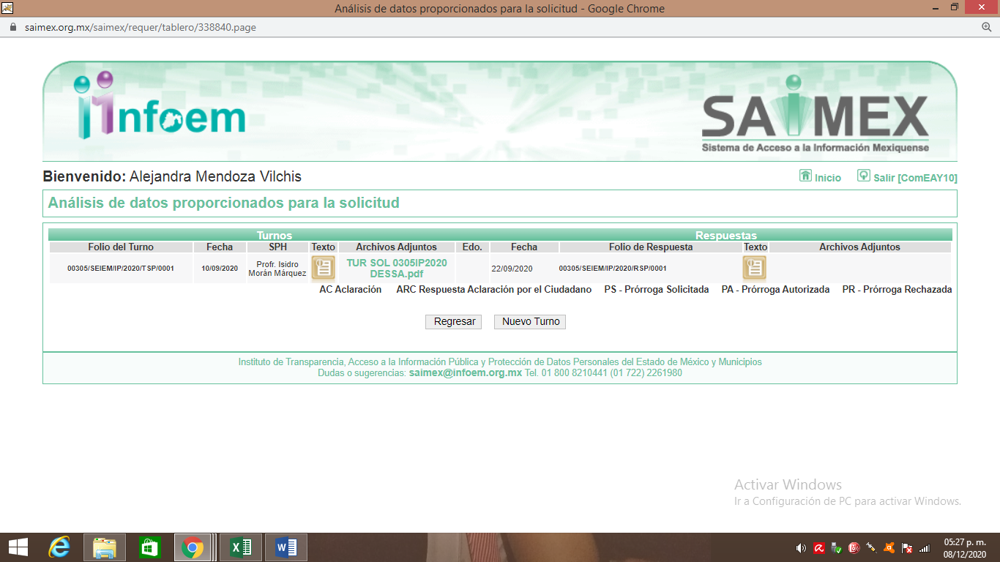 Análisis de datos proporcionados para la solicitud - Google Chrome
saimex.org.mx/saimex/requer/tablero/338840.page
infoem
SAIMEX
Sistema de Acceso a la Información Mexiquense
Bienvenido: Alejandra Mendoza Vilchis
Inicio Salir [ComEAY10]
Análisis de datos proporcionados para la solicitud
Turnos Respuestas
Folio del Turno Fecha SPH Texto Archivos Adjuntos Edo. Fecha Folio de Respuesta Texto Archivos Adjuntos
00305/SEIEM/IP/2020/TSP/0001 10/09/2020 Profr. Isidro Morán Márquez TUR SOL 0305IP2020 DESSA.pdf 22/09/2020 00305/SEIEM/IP/2020/RSP/0001
AC Aclaración ARC Respuesta Aclaración por el Ciudadano PS - Prórroga Solicitada PA - Prórroga Autorizada PR - Prórroga Rechazada
Regresar Nuevo Turno
Instituto de Transparencia, Acceso a la Información Pública y Protección de Datos Personales del Estado de México y Municipios
Dudas o sugerencias: saimex@infoem.org.mx Tel. 01 800 8210441 (01 722) 2261980
Activar Windows
Ir a Configuración de PC para activar Windows.
05:27 p. m.
08/12/2020